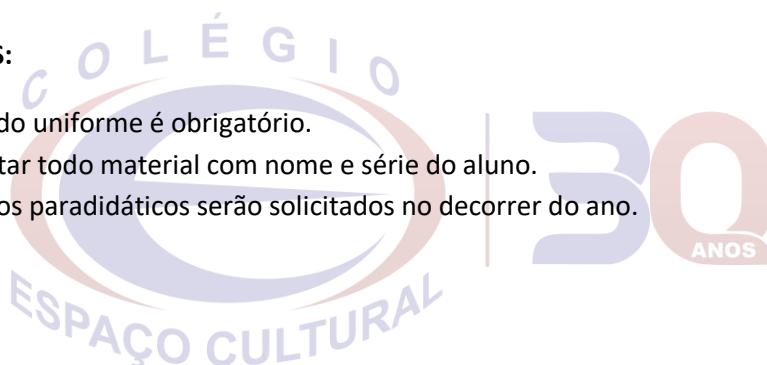 COLÉGIO
S:
do uniforme é obrigatório.
tar todo material com nome e série do aluno.
os paradidáticos serão solicitados no decorrer do ano.
30
ANOS
ESPAÇO CULTURAL